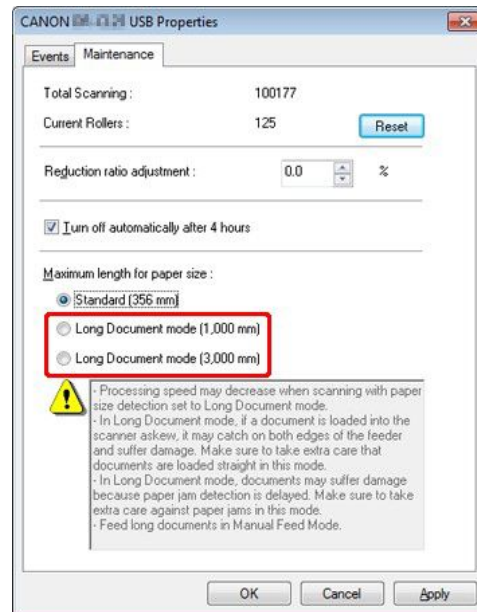 CANON USB Properties
Events Maintenance
Total Scanning : 100177
Current Rollers : 125 Reset
Reduction ratio adjustment : 0.0 %
Turn off automatically after 4 hours
Maximum length for paper size :
Standard (356 mm)
Long Document mode (1,000 mm)
Long Document mode (3,000 mm)
- Processing speed may decrease when scanning with paper
size detection set to Long Document mode.
- In Long Document mode, if a document is loaded into the
scanner askew, it may catch on both edges of the feeder
and suffer damage. Make sure to take extra care that
documents are loaded straight in this mode.
- In Long Document mode, documents may suffer damage
because paper jam detection is delayed. Make sure to take
extra care against paper jams in this mode.
- Feed long documents in Manual Feed Mode.
OK Cancel Apply